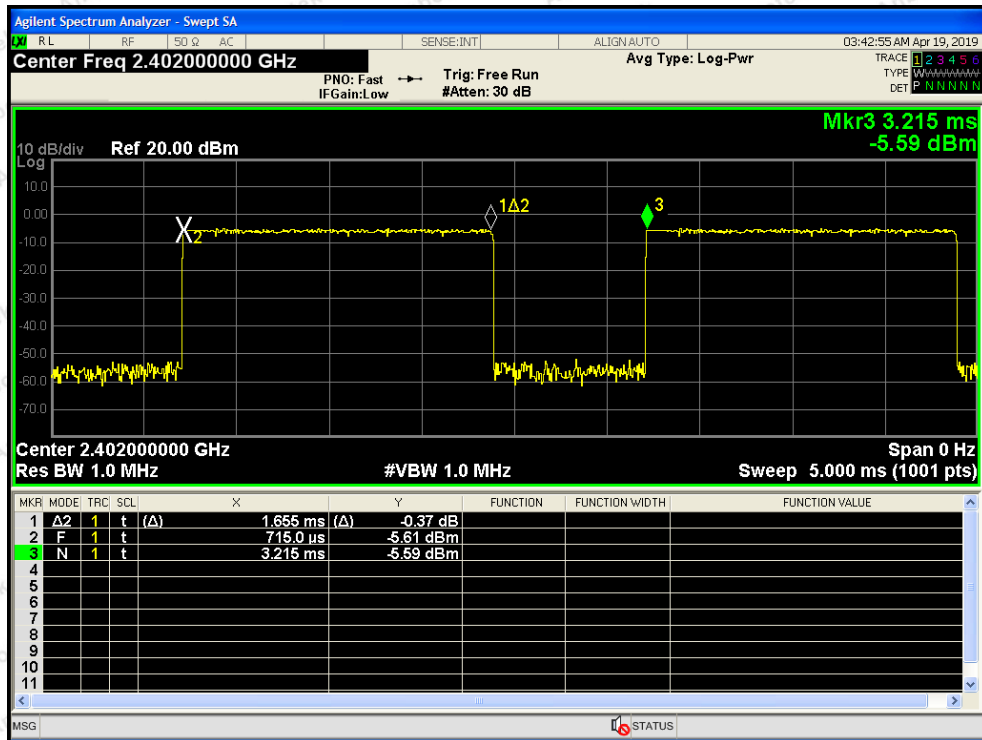 Agilent Spectrum Analyzer - Swept SA
LXI RL RF 50 Ω AC SENSE:INT ALIGN AUTO 03:42:55 AM Apr 19, 2019
Center Freq 2.402000000 GHz Avg Type: Log-Pwr TRACE 1 2 3 4 5 6
PNO: Fast Trig: Free Run TYPE WWWWWW
IFGain:Low #Atten: 30 dB DET P N N N N N
Mkr3 3.215 ms
10 dB/div Ref 20.00 dBm -5.59 dBm
Log
10.0
1Δ2 3
0.00
X2
-10.0
-20.0
-30.0
-40.0
-50.0
-60.0
-70.0
Center 2.402000000 GHz Span 0 Hz
Res BW 1.0 MHz #VBW 1.0 MHz Sweep 5.000 ms (1001 pts)
MKR MODE TRC SCL X Y FUNCTION FUNCTION WIDTH FUNCTION VALUE
1 Δ2 1 t (Δ) 1.655 ms (Δ) -0.37 dB
2 F 1 t 715.0 µs -5.61 dBm
3 N 1 t 3.215 ms -5.59 dBm
4
5
6
7
8
9
10
11
MSG STATUS